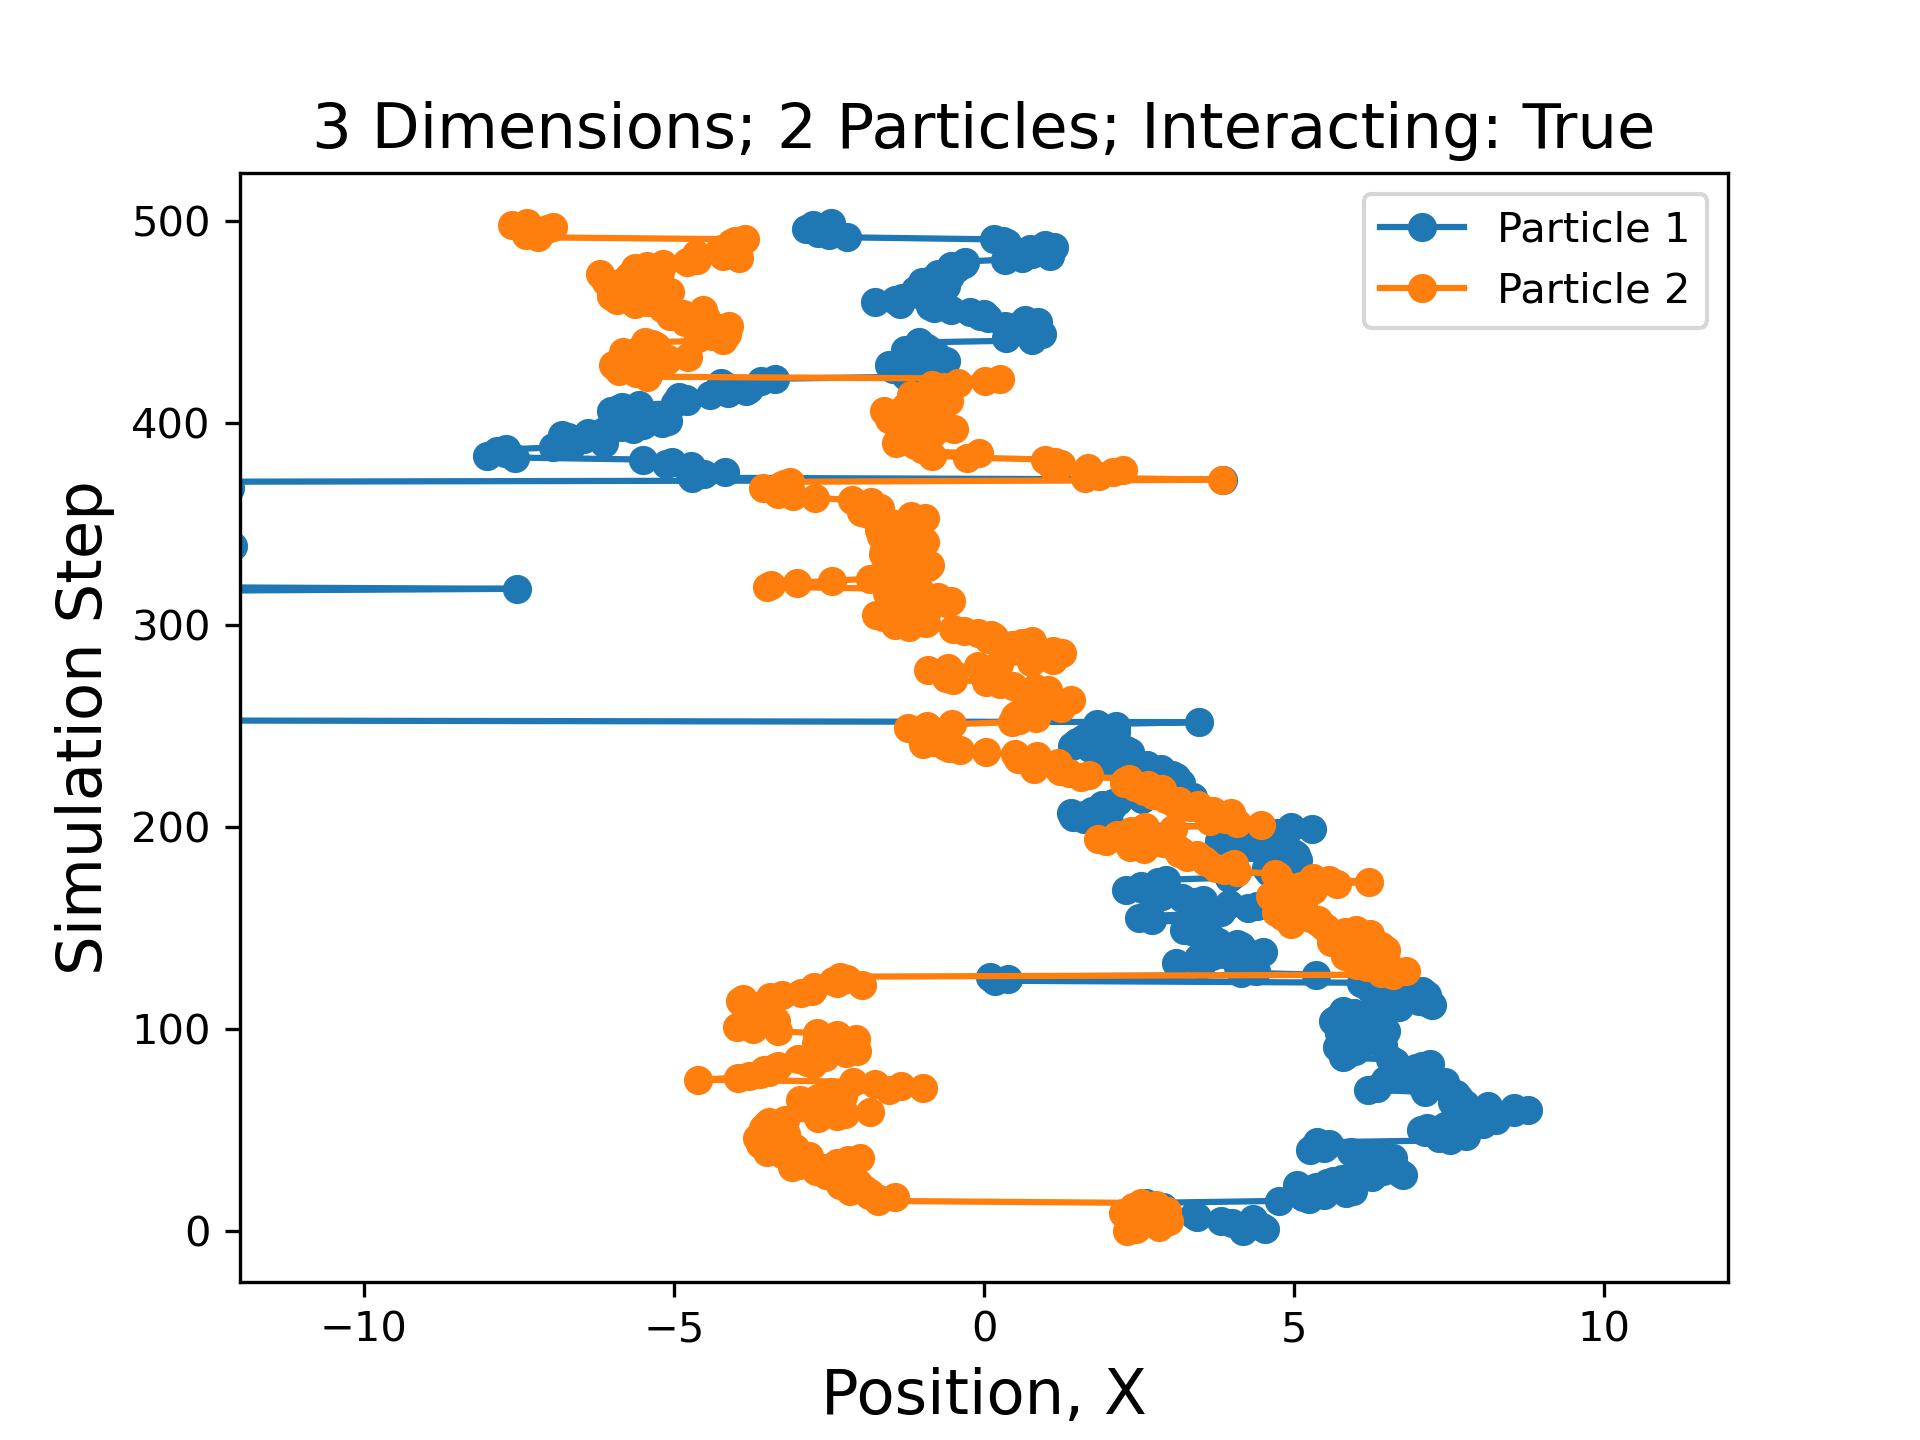 3 Dimensions; 2 Particles; Interacting: True
Particle 1
Particle 2
500
400
300
200
100
0
Simulation Step
−10
−5
0
5
10
Position, X